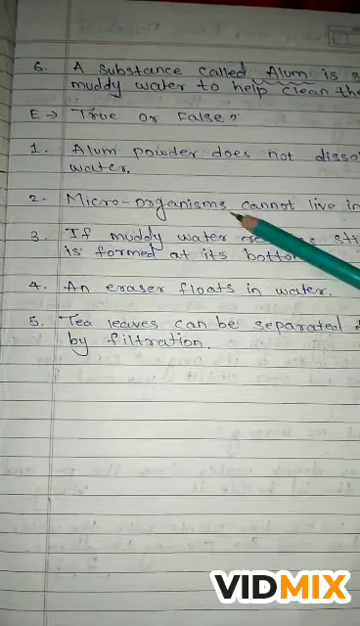 6. A substance called Alum is
muddy water to help clean the
E → True or False?
1. Alum powder does not
water.
2. Micro-organisms cannot live in
3. If muddy water
is formed at its
4. An eraser floats in water.
5. Tea leaves can be separated
by filtration.
VIDMIX